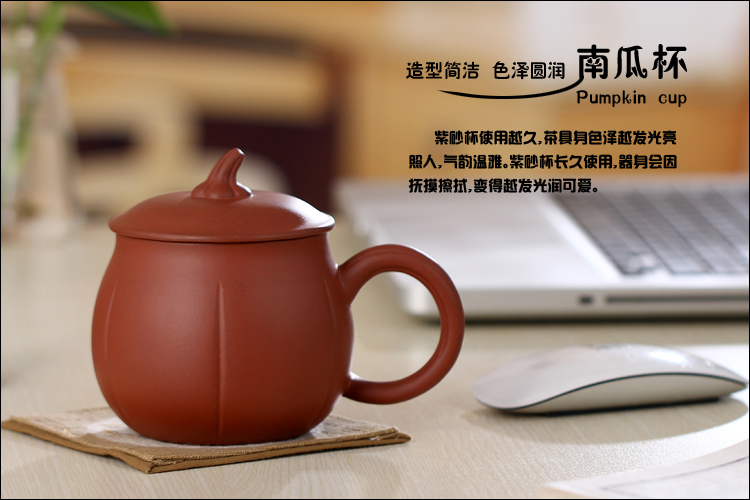 造型简洁 色泽圆润 南瓜杯
Pumpkin cup
紫砂杯使用越久,茶具身色泽越发光亮
照人,气韵温雅。紫砂杯长久使用,器身会因
抚摸擦拭,变得越发光润可爱。